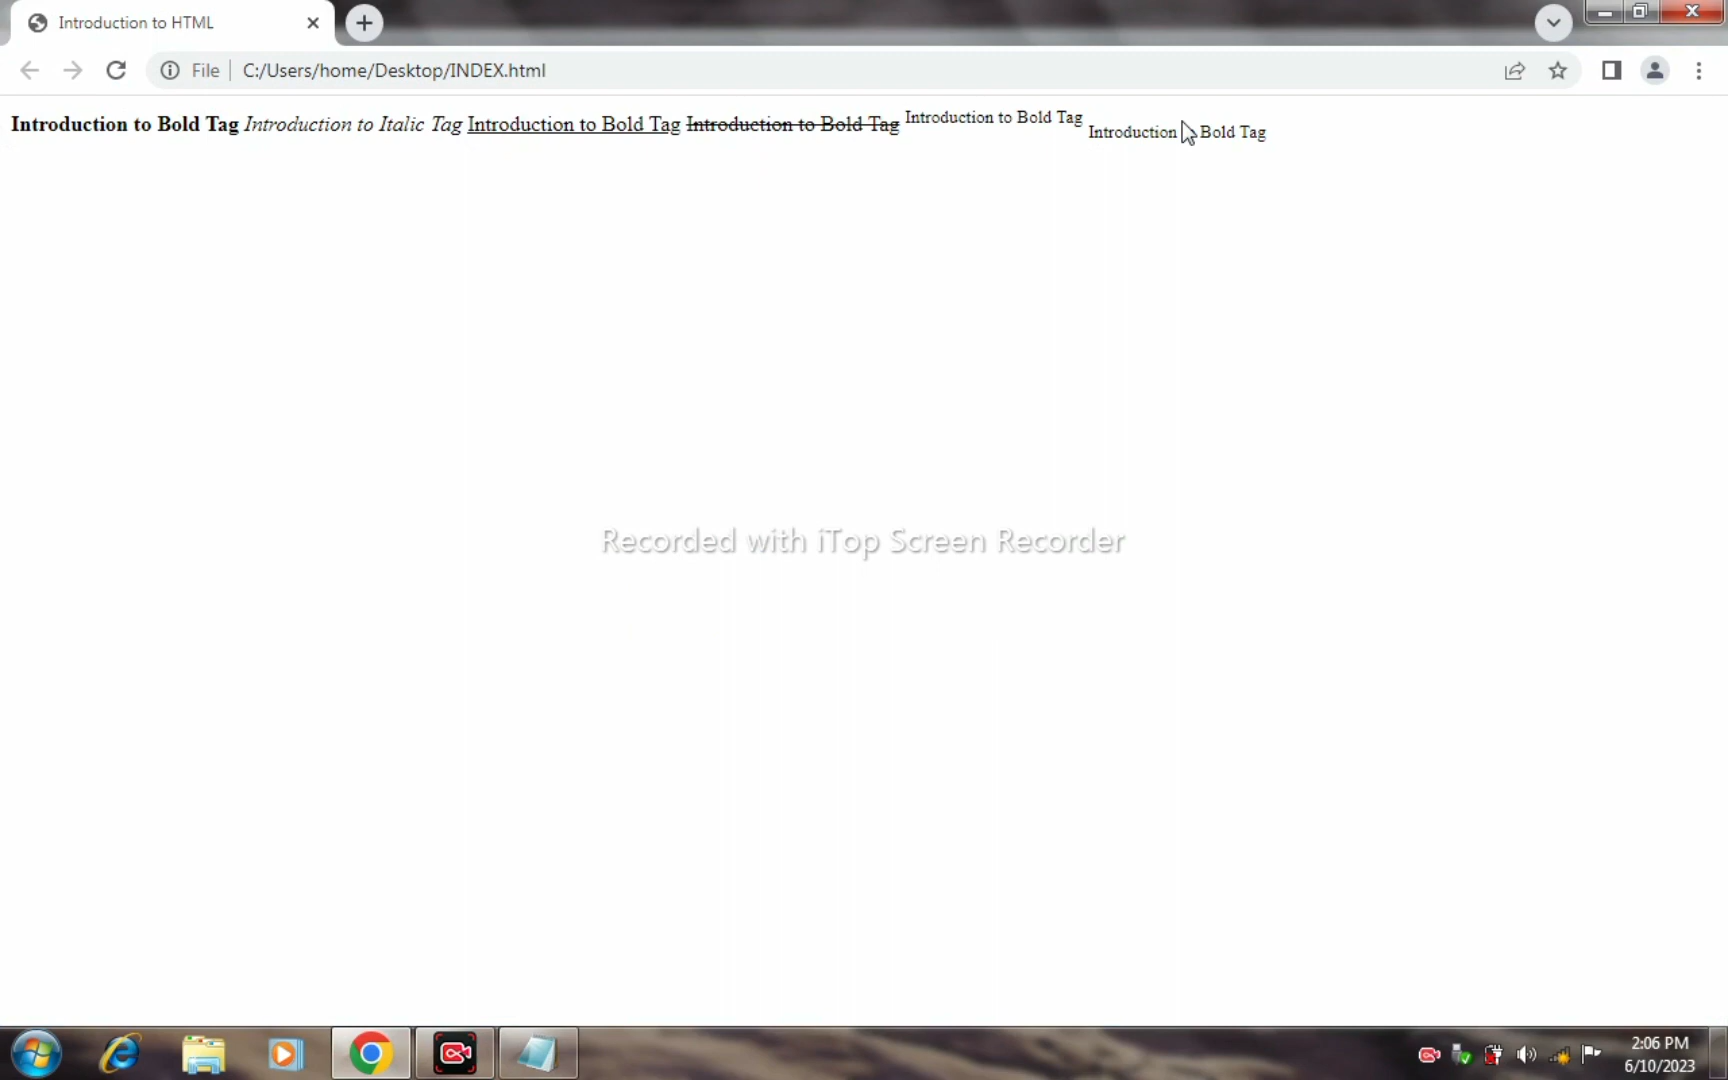 Introduction to HTML
File C:/Users/home/Desktop/INDEX.html
Introduction to Bold Tag Introduction to Italic Tag Introduction to Bold Tag Introduction to Bold Tag Introduction to Bold Tag Introduction Bold Tag
Recorded with iTop Screen Recorder
2:06 PM
6/10/2023